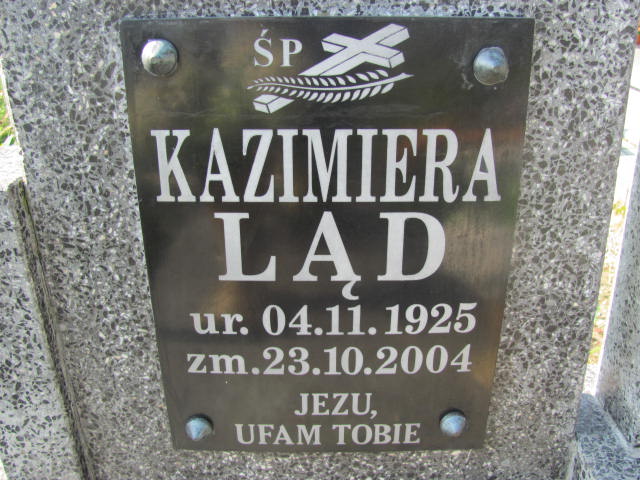 ŚP
KAZIMIERA
LĄD
ur. 04.11.1925
zm.23.10.2004
JEZU,
UFAM TOBIE